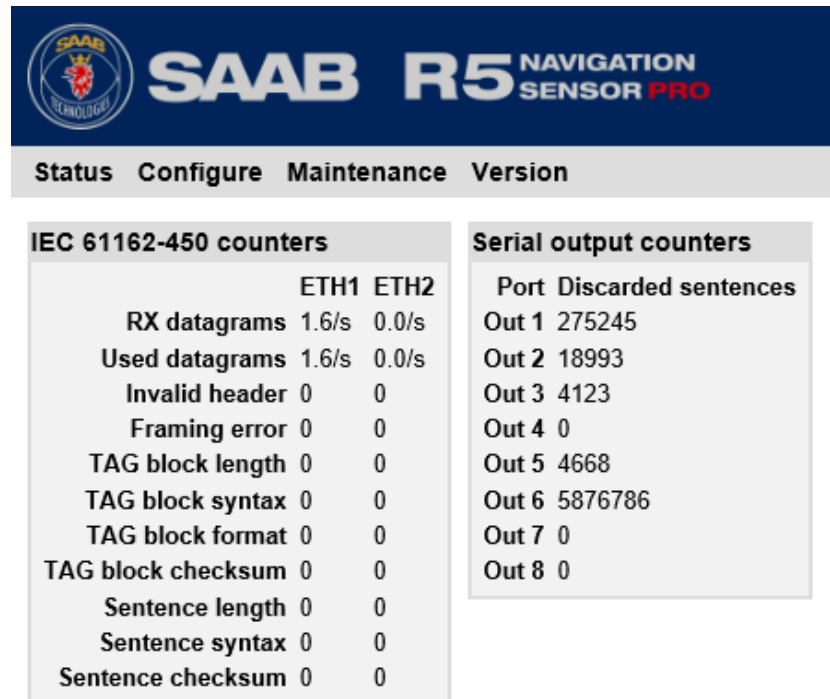 SAAB
TECHNOLOGIES
SAAB R5 NAVIGATION
SENSOR PRO
Status Configure Maintenance Version
IEC 61162-450 counters
ETH1 ETH2
RX datagrams 1.6/s 0.0/s
Used datagrams 1.6/s 0.0/s
Invalid header 0 0
Framing error 0 0
TAG block length 0 0
TAG block syntax 0 0
TAG block format 0 0
TAG block checksum 0 0
Sentence length 0 0
Sentence syntax 0 0
Sentence checksum 0 0
Serial output counters
Port Discarded sentences
Out 1 275245
Out 2 18993
Out 3 4123
Out 4 0
Out 5 4668
Out 6 5876786
Out 7 0
Out 8 0